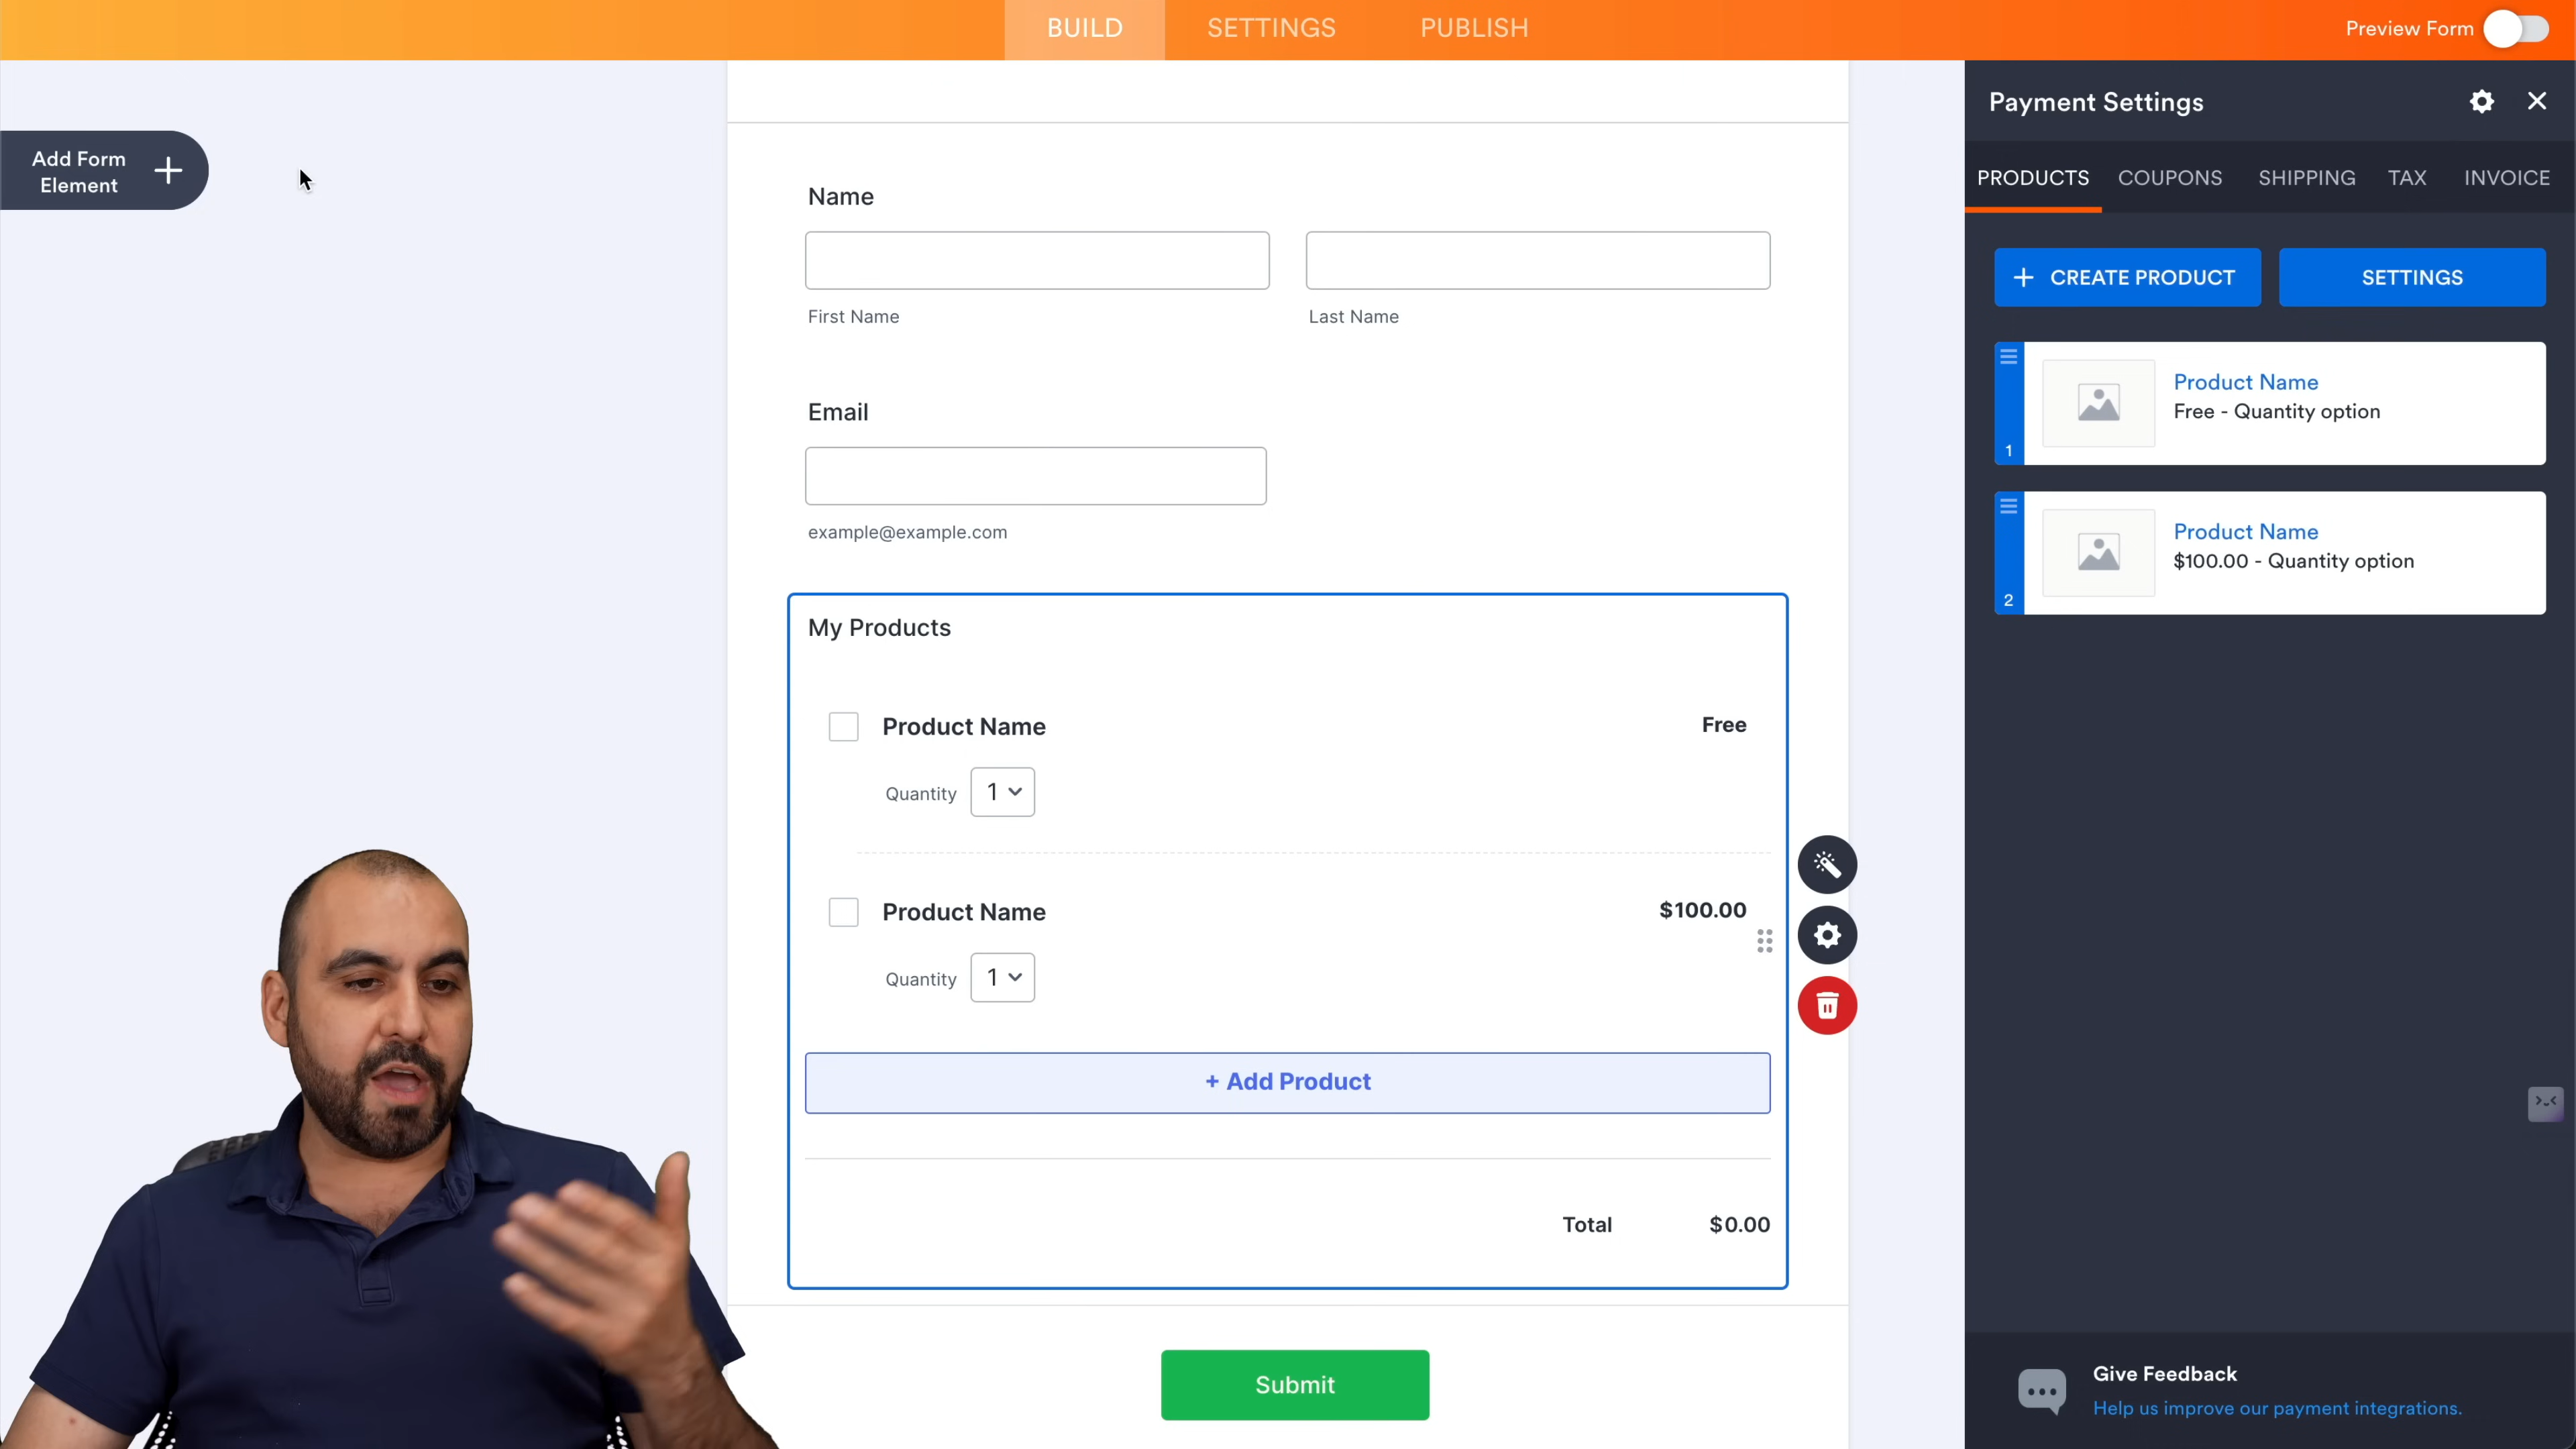 BUILD
SETTINGS
PUBLISH
Preview Form
Add Form
Element
Name
First Name
Last Name
Email
example@example.com
My Products
Product Name
Free
Quantity
1
Product Name
$100.00
Quantity
1
+ Add Product
Total
$0.00
Submit
Payment Settings
PRODUCTS
COUPONS
SHIPPING
TAX
INVOICE
CREATE PRODUCT
SETTINGS
Product Name
Free - Quantity option
1
Product Name
$100.00 - Quantity option
2
Give Feedback
Help us improve our payment integrations.